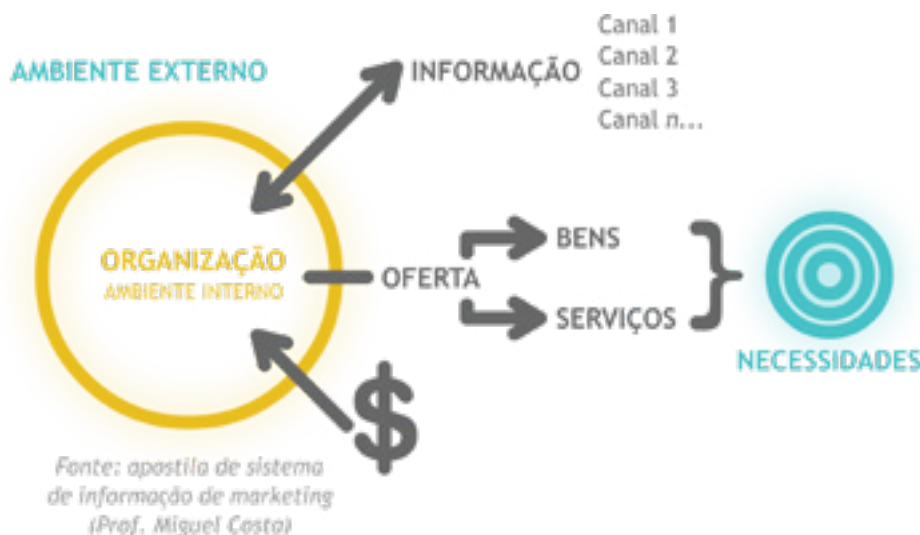 Canal 1
Canal 2
Canal 3
Canal n...
AMBIENTE EXTERNO
INFORMAÇÃO
ORGANIZAÇÃO
AMBIENTE INTERNO
OFERTA
BENS
SERVIÇOS
NECESSIDADES
$
Fonte: apostila de sistema
de informação de marketing
(Prof. Miguel Costa)